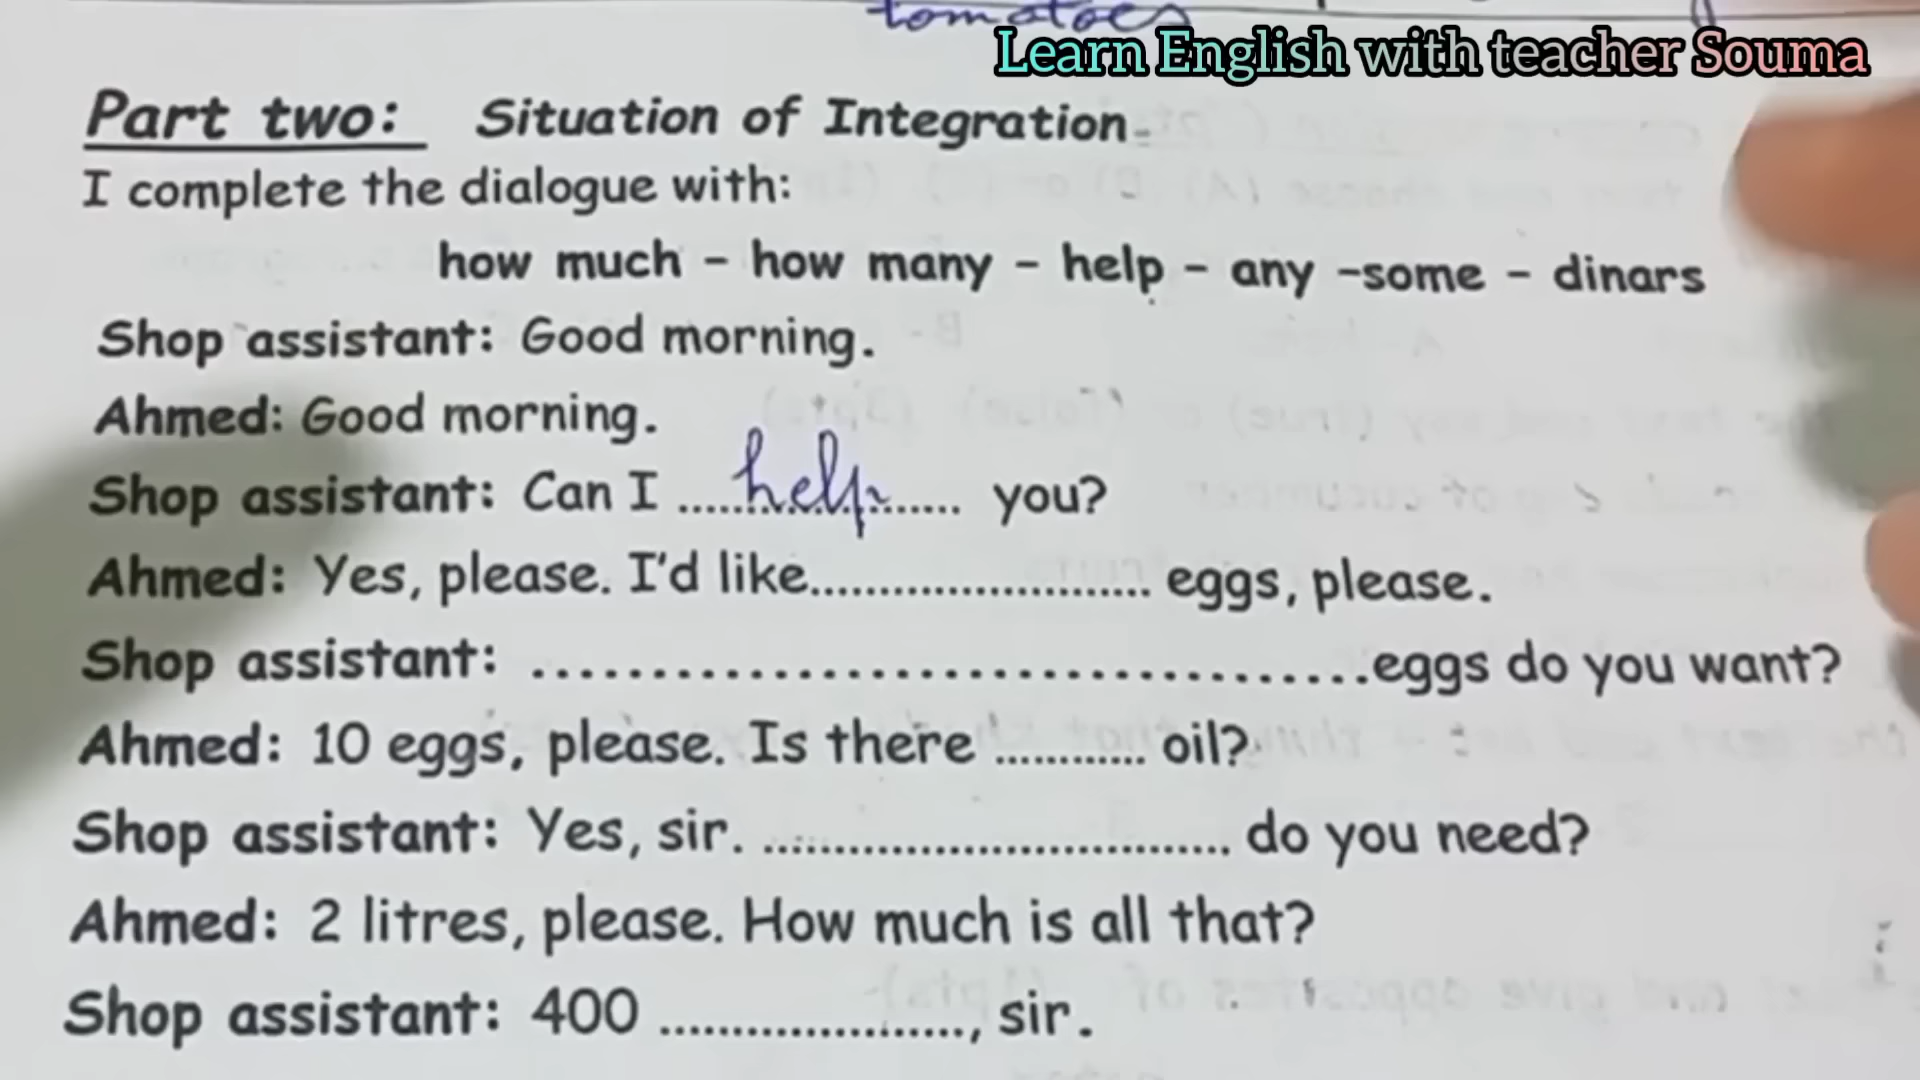 tomatoes
Learn English with teacher Souma
Part two: Situation of Integration
I complete the dialogue with:
how much - how many - help - any -some - dinars
Shop assistant: Good morning.
Ahmed: Good morning.
Shop assistant: Can I ......help...... you?
Ahmed: Yes, please. I'd like........................ eggs, please.
Shop assistant: ..................................eggs do you want?
Ahmed: 10 eggs, please. Is there ............ oil?
Shop assistant: Yes, sir. ................................. do you need?
Ahmed: 2 litres, please. How much is all that?
Shop assistant: 400 ......................, sir.